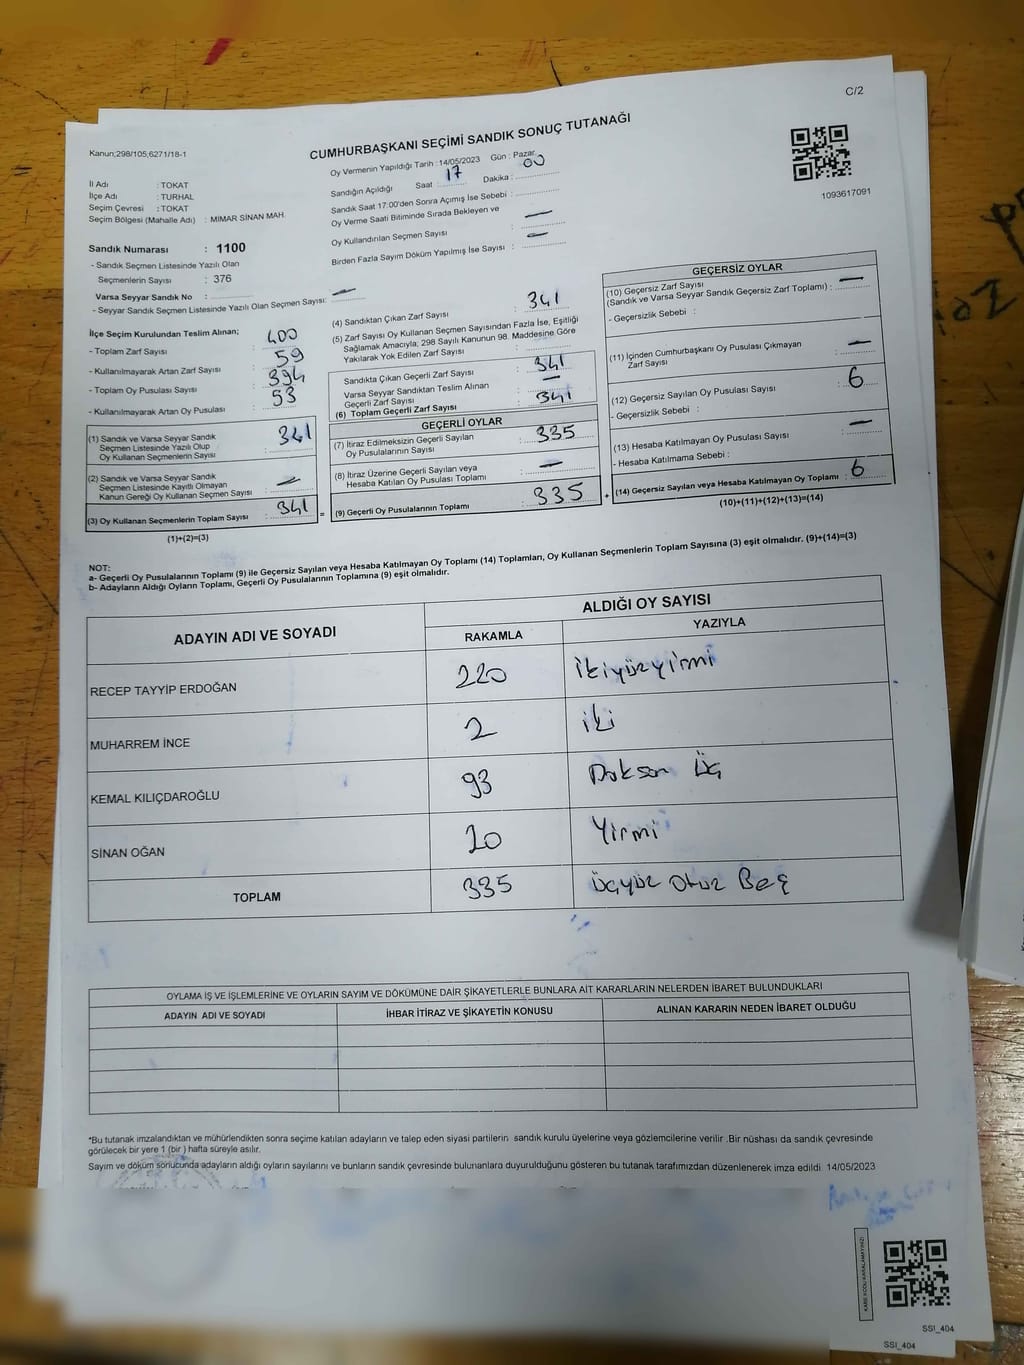 C/2
CUMHURBAŞKANI SEÇİMİ SANDIK SONUÇ TUTANAĞI
Kanun;298/105;6271/18-1
Oy Vermenin Yapıldığı Tarih : 14/05/2023 Gün : Pazar
Sandığın Açıldığı Saat : 17 Dakika : 00
Sandık Saat 17:00'den Sonra Açımış İse Sebebi :
Oy Verme Saati Bitiminde Sırada Bekleyen ve
Oy Kullandırılan Seçmen Sayısı : —
Birden Fazla Sayım Döküm Yapılmış İse Sayısı : —
1093617091
İl Adı : TOKAT
İlçe Adı : TURHAL
Seçim Çevresi : TOKAT
Seçim Bölgesi (Mahalle Adı) : MİMAR SİNAN MAH.
Sandık Numarası : 1100
- Sandık Seçmen Listesinde Yazılı Olan
Seçmenlerin Sayısı : 376
Varsa Seyyar Sandık No :
- Seyyar Sandık Seçmen Listesinde Yazılı Olan Seçmen Sayısı: —
İlçe Seçim Kurulundan Teslim Alınan;
- Toplam Zarf Sayısı : 400
- Kullanılmayarak Artan Zarf Sayısı : 59
- Toplam Oy Pusulası Sayısı : 394
- Kullanılmayarak Artan Oy Pusulası : 53
(1) Sandık ve Varsa Seyyar Sandık
Seçmen Listesinde Yazılı Olup
Oy Kullanan Seçmenlerin Sayısı : 341
(2) Sandık ve Varsa Seyyar Sandık
Seçmen Listesinde Kayıtlı Olmayan
Kanun Gereği Oy Kullanan Seçmen Sayısı : —
(3) Oy Kullanan Seçmenlerin Toplam Sayısı : 341
(1)+(2)=(3)
=
(4) Sandıktan Çıkan Zarf Sayısı : 341
(5) Zarf Sayısı Oy Kullanan Seçmen Sayısından Fazla İse, Eşitliği
Sağlamak Amacıyla; 298 Sayılı Kanunun 98. Maddesine Göre
Yakılarak Yok Edilen Zarf Sayısı :
Sandıkta Çıkan Geçerli Zarf Sayısı : 341
Varsa Seyyar Sandıktan Teslim Alınan
Geçerli Zarf Sayısı : —
(6) Toplam Geçerli Zarf Sayısı : 341
GEÇERLİ OYLAR
(7) İtiraz Edilmeksizin Geçerli Sayılan
Oy Pusulasının Sayısı : 335
(8) İtiraz Üzerine Geçerli Sayılan veya
Hesaba Katılan Oy Pusulası Toplamı : —
(9) Geçerli Oy Pusulalarının Toplamı : 335
+
GEÇERSİZ OYLAR
(10) Geçersiz Zarf Sayısı
(Sandık ve Varsa Seyyar Sandık Geçersiz Zarf Toplamı) : —
- Geçersizlik Sebebi :
(11) İçinden Cumhurbaşkanı Oy Pusulası Çıkmayan
Zarf Sayısı : —
(12) Geçersiz Sayılan Oy Pusulası Sayısı : 6
- Geçersizlik Sebebi :
(13) Hesaba Katılmayan Oy Pusulası Sayısı : —
- Hesaba Katılmama Sebebi :
(14) Geçersiz Sayılan veya Hesaba Katılmayan Oy Toplamı : 6
(10)+(11)+(12)+(13)=(14)
NOT:
a- Geçerli Oy Pusulalarının Toplamı (9) ile Geçersiz Sayılan veya Hesaba Katılmayan Oy Toplamı (14) Toplamları, Oy Kullanan Seçmenlerin Toplam Sayısına (3) eşit olmalıdır. (9)+(14)=(3)
b- Adayların Aldığı Oyların Toplamı, Geçerli Oy Pusulalarının Toplamına (9) eşit olmalıdır.
ADAYIN ADI VE SOYADI
ALDIĞI OY SAYISI
RAKAMLA YAZIYLA
RECEP TAYYİP ERDOĞAN 220 ikiyüzyirmi
MUHARREM İNCE 2 iki
KEMAL KILIÇDAROĞLU 93 Doksan Üç
SİNAN OĞAN 20 Yirmi
TOPLAM 335 üçyüz otuz Beş
OYLAMA İŞ VE İŞLEMLERİNE VE OYLARIN SAYIM VE DÖKÜMÜNE DAİR ŞİKAYETLERLE BUNLARA AİT KARARLARIN NELERDEN İBARET BULUNDUKLARI
ADAYIN ADI VE SOYADI İHBAR İTİRAZ VE ŞİKAYETİN KONUSU ALINAN KARARIN NEDEN İBARET OLDUĞU
*Bu tutanak imzalandıktan ve mühürlendikten sonra seçime katılan adayların ve talep eden siyasi partilerin sandık kurulu üyelerine veya gözlemcilerine verilir .Bir nüshası da sandık çevresinde
görülecek bir yere 1 (bir ) hafta süreyle asılır.
Sayım ve döküm sonucunda adayların aldığı oyların sayılarını ve bunların sandık çevresinde bulunanlara duyurulduğunu gösteren bu tutanak tarafımızdan düzenlenerek imza edildi. 14/05/2023
KARE KODU KARALAMAYINIZ!
SSI_404
SSI_404